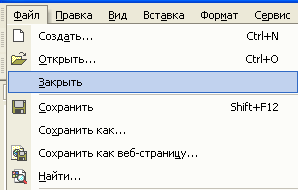 Файл Правка Вид Вставка Формат Сервис
Создать... Ctrl+N
Открыть... Ctrl+O
Закрыть
Сохранить Shift+F12
Сохранить как...
Сохранить как веб-страницу...
Найти...